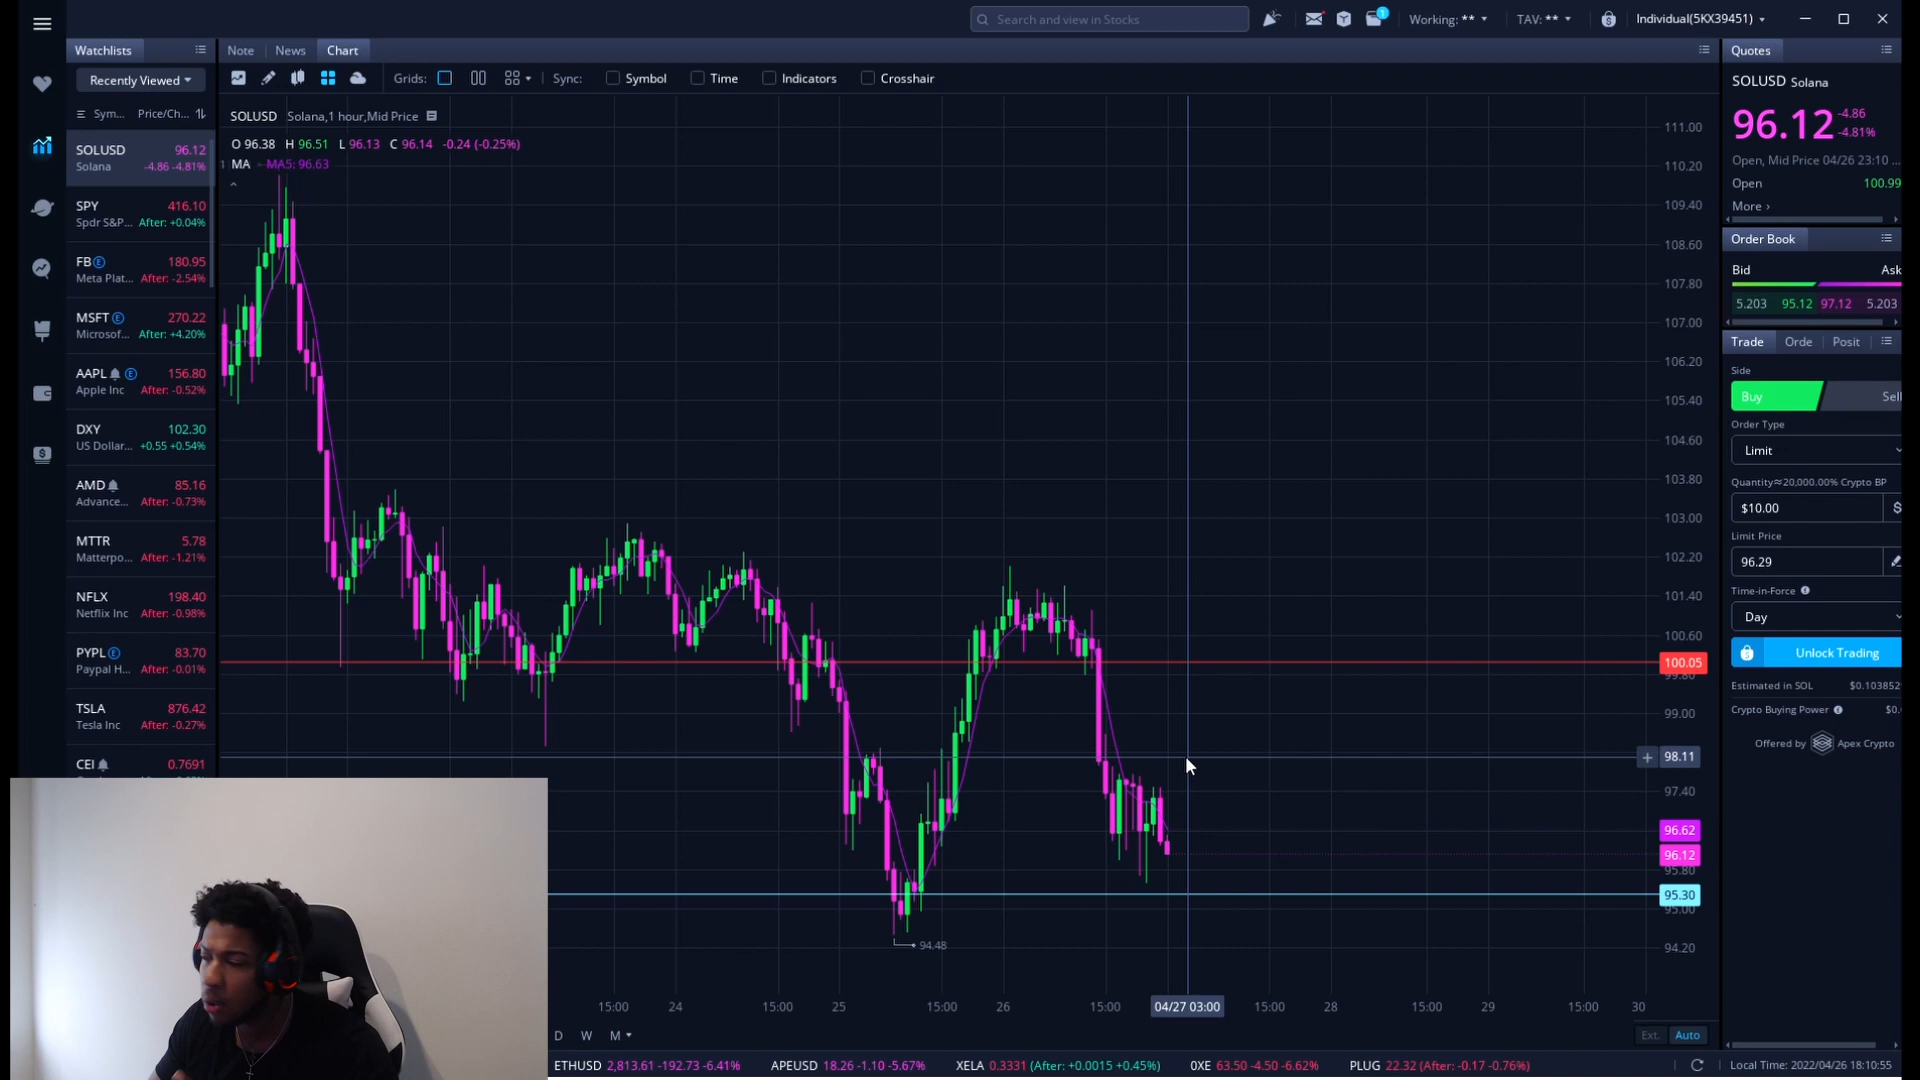 Search and view in Stocks
1
Working: **
TAV: **
Individual(5KX39451)
Watchlists
Note
News
Chart
Quotes
Recently Viewed
Grids:
Sync:
Symbol
Time
Indicators
Crosshair
SOLUSD Solana
Sym...
Price/Ch...
SOLUSD Solana,1 hour,Mid Price
96.12
-4.86
-4.81%
O 96.38 H 96.51 L 96.13 C 96.14 -0.24 (-0.25%)
MA MA5: 96.63
Open, Mid Price 04/26 23:10 ...
Open 100.99
More ›
Order Book
Bid
Ask
5.203 95.12 97.12 5.203
Trade
Orde
Posit
Side
Buy
Sell
Order Type
Limit
Quantity≈20,000.00% Crypto BP
$10.00
$
Limit Price
96.29
Time-in-Force
Day
Unlock Trading
Estimated in SOL $0.103852
Crypto Buying Power $0.
Offered by Apex Crypto
SOLUSD 96.12
Solana -4.86 -4.81%
SPY 416.10
Spdr S&P... After: +0.04%
FB E 180.95
Meta Plat... After: -2.54%
MSFT E 270.22
Microsof... After: +4.20%
AAPL E 156.80
Apple Inc After: -0.52%
DXY 102.30
US Dollar... +0.55 +0.54%
AMD 85.16
Advance... After: -0.73%
MTTR 5.78
Matterpo... After: -1.21%
NFLX 198.40
Netflix Inc After: -0.98%
PYPL E 83.70
Paypal H... After: -0.01%
TSLA 876.42
Tesla Inc After: -0.27%
CEI 0.7691
111.00
110.20
109.40
108.60
107.80
107.00
106.20
105.40
104.60
103.80
103.00
102.20
101.40
100.60
100.05
99.80
99.00
98.11
97.40
96.62
96.12
95.80
95.30
95.00
94.20
94.48
15:00 24 15:00 25 15:00 26 15:00 04/27 03:00 15:00 28 15:00 29 15:00 30
D W M
Ext. Auto
ETHUSD 2,813.61 -192.73 -6.41%
APEUSD 18.26 -1.10 -5.67%
XELA 0.3331 (After: +0.0015 +0.45%)
0XE 63.50 -4.50 -6.62%
PLUG 22.32 (After: -0.17 -0.76%)
Local Time: 2022/04/26 18:10:55